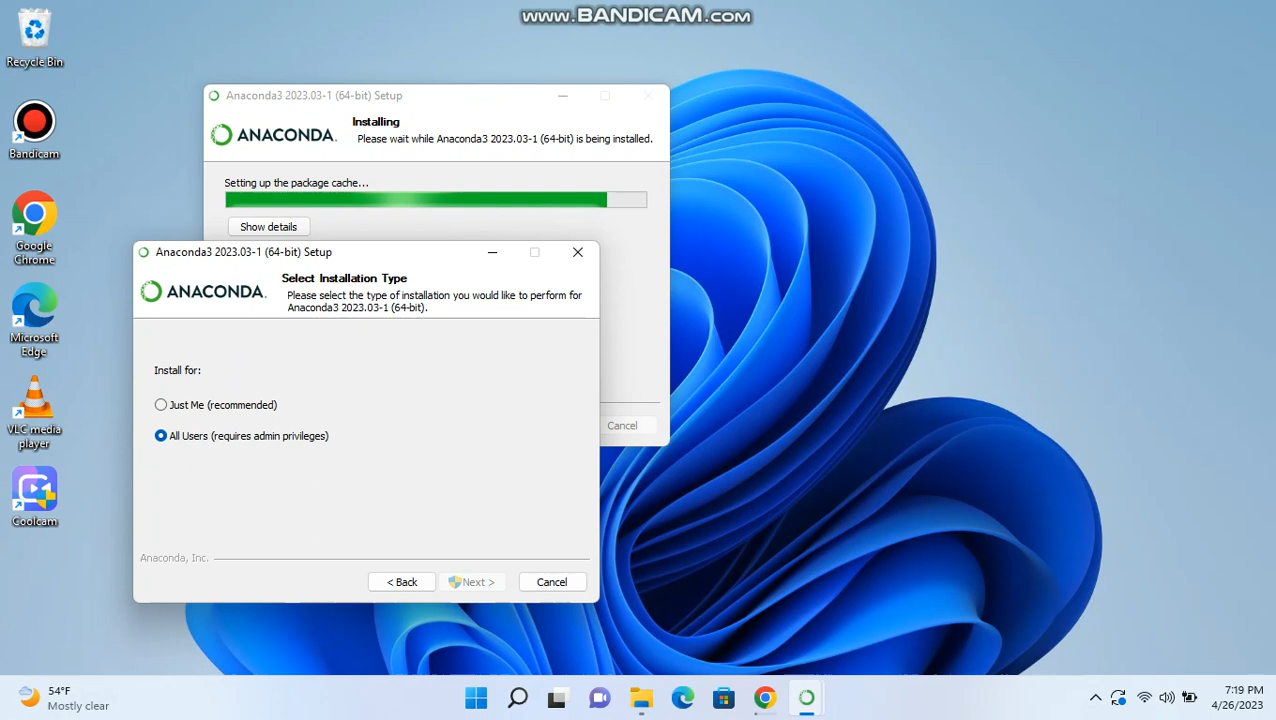 www.BANDICAM.com
Recycle Bin
Bandicam
Google
Chrome
Microsoft
Edge
VLC media
player
Coolcam
Anaconda3 2023.03-1 (64-bit) Setup
ANACONDA.
Installing
Please wait while Anaconda3 2023.03-1 (64-bit) is being installed.
Setting up the package cache...
Show details
Cancel
Anaconda3 2023.03-1 (64-bit) Setup
ANACONDA.
Select Installation Type
Please select the type of installation you would like to perform for
Anaconda3 2023.03-1 (64-bit).
Install for:
Just Me (recommended)
All Users (requires admin privileges)
Anaconda, Inc.
< Back
Next >
Cancel
54°F
Mostly clear
7:19 PM
4/26/2023